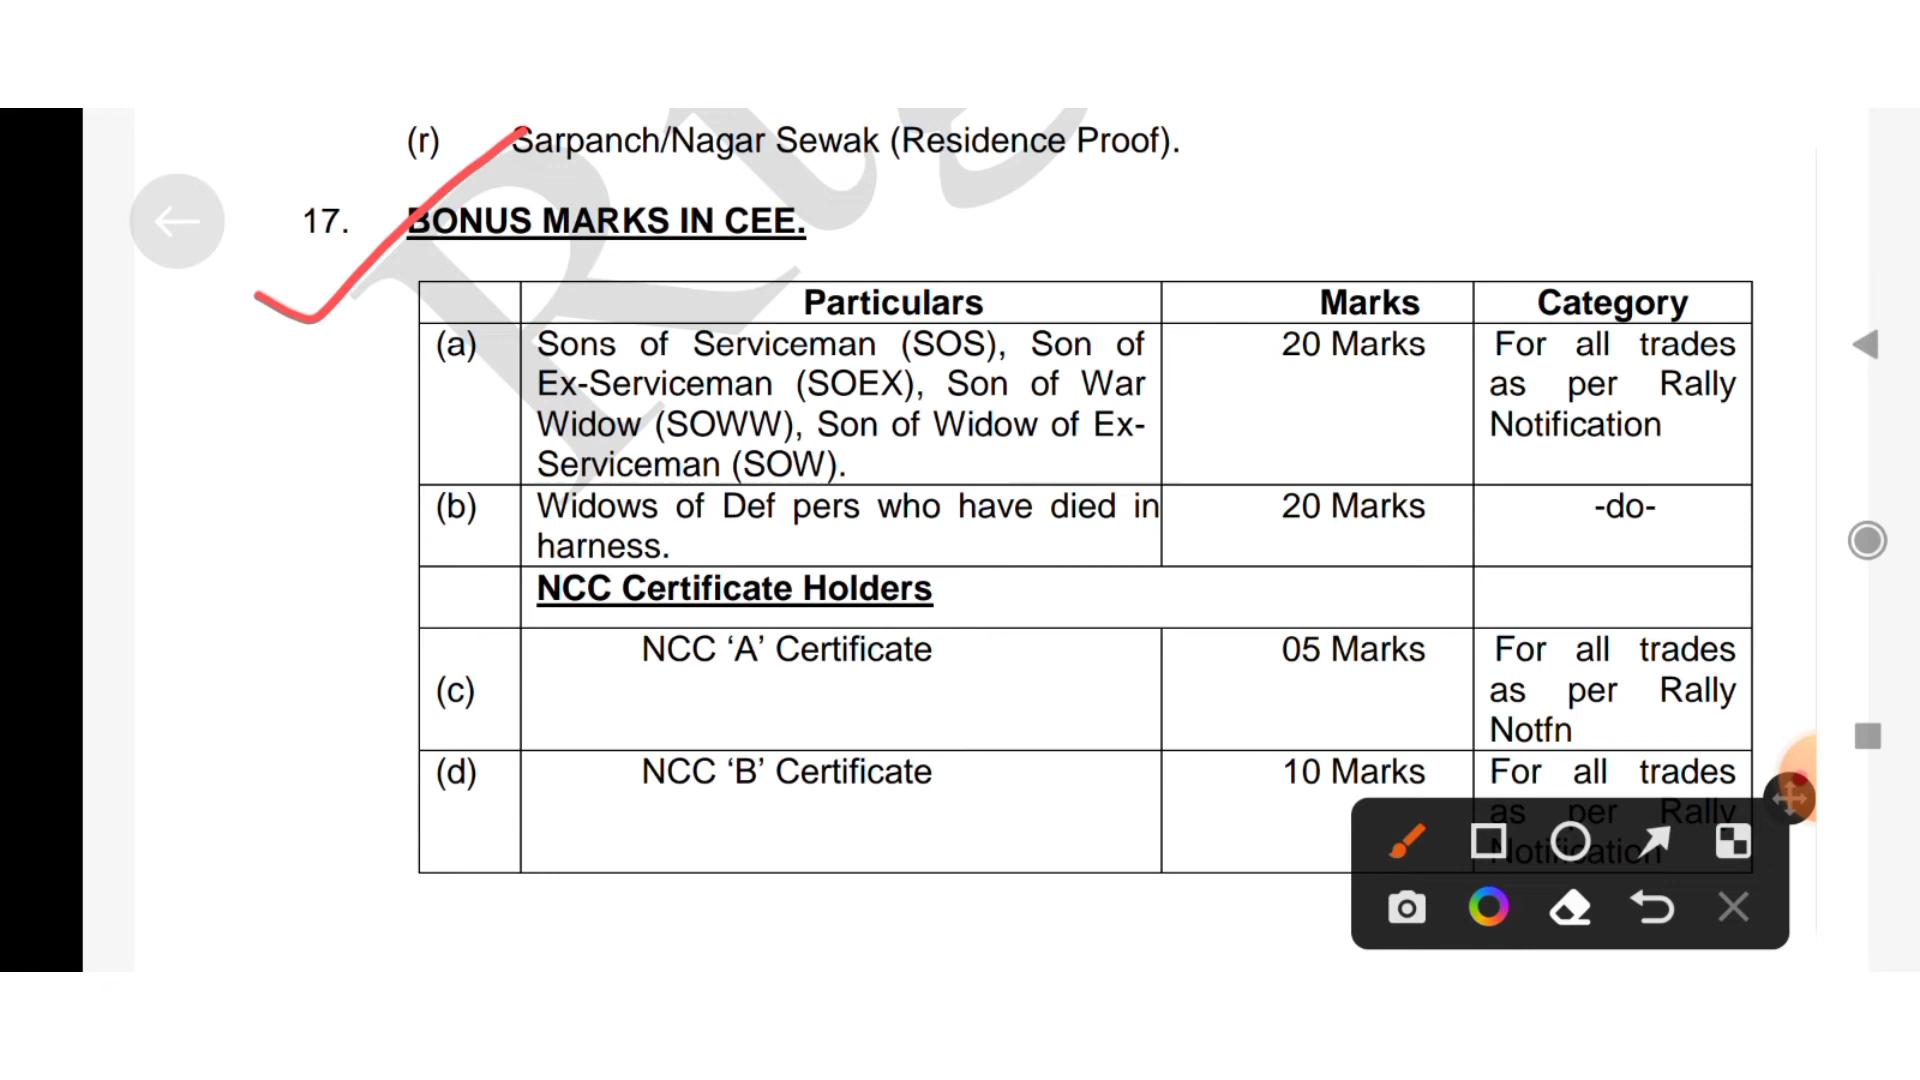 (r) Sarpanch/Nagar Sewak (Residence Proof).
17. BONUS MARKS IN CEE.
Particulars Marks Category
(a) Sons of Serviceman (SOS), Son of 20 Marks For all trades
Ex-Serviceman (SOEX), Son of War as per Rally
Widow (SOWW), Son of Widow of Ex- Notification
Serviceman (SOW).
(b) Widows of Def pers who have died in 20 Marks -do-
harness.
NCC Certificate Holders
NCC ‘A’ Certificate 05 Marks For all trades
(c) as per Rally
Notfn
(d) NCC ‘B’ Certificate 10 Marks For all trades
as per Rally
Notification